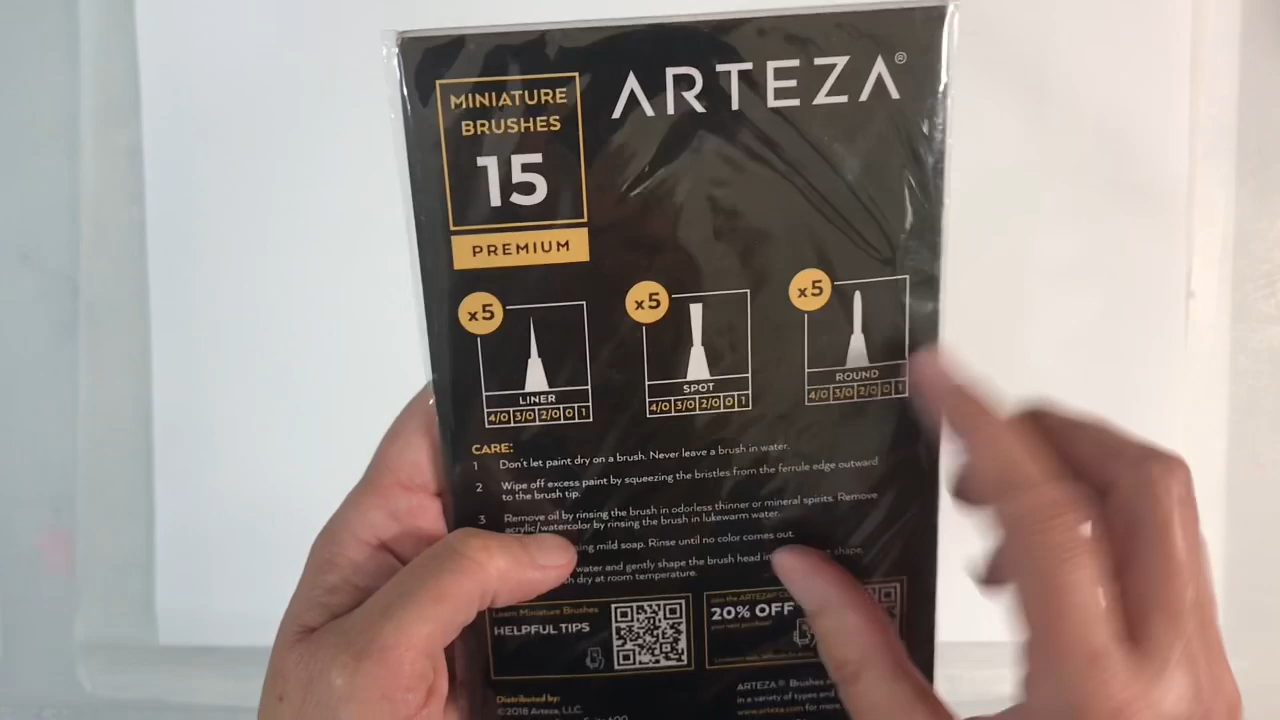 MINIATURE
BRUSHES
15
PREMIUM
ARTEZA®
x5
LINER
4/0 3/0 2/0 0 1
x5
SPOT
4/0 3/0 2/0 0 1
x5
ROUND
4/0 3/0 2/0 0 1
CARE:
1 Don't let paint dry on a brush. Never leave a brush in water.
2 Wipe off excess paint by squeezing the bristles from the ferrule edge outward
to the brush tip.
3 Remove oil by rinsing the brush in odorless thinner or mineral spirits. Remove
acrylic/watercolor by rinsing the brush in lukewarm water.
mild soap. Rinse until no color comes out.
water and gently shape the brush head shape,
dry at room temperature.
Learn Miniature Brushes
HELPFUL TIPS
Join the ARTEZA®
20% OFF
your next purchase!
Distributed by:
©2018 Arteza, LLC.
ARTEZA® Brushes
in a variety of types and
www.arteza.com for more